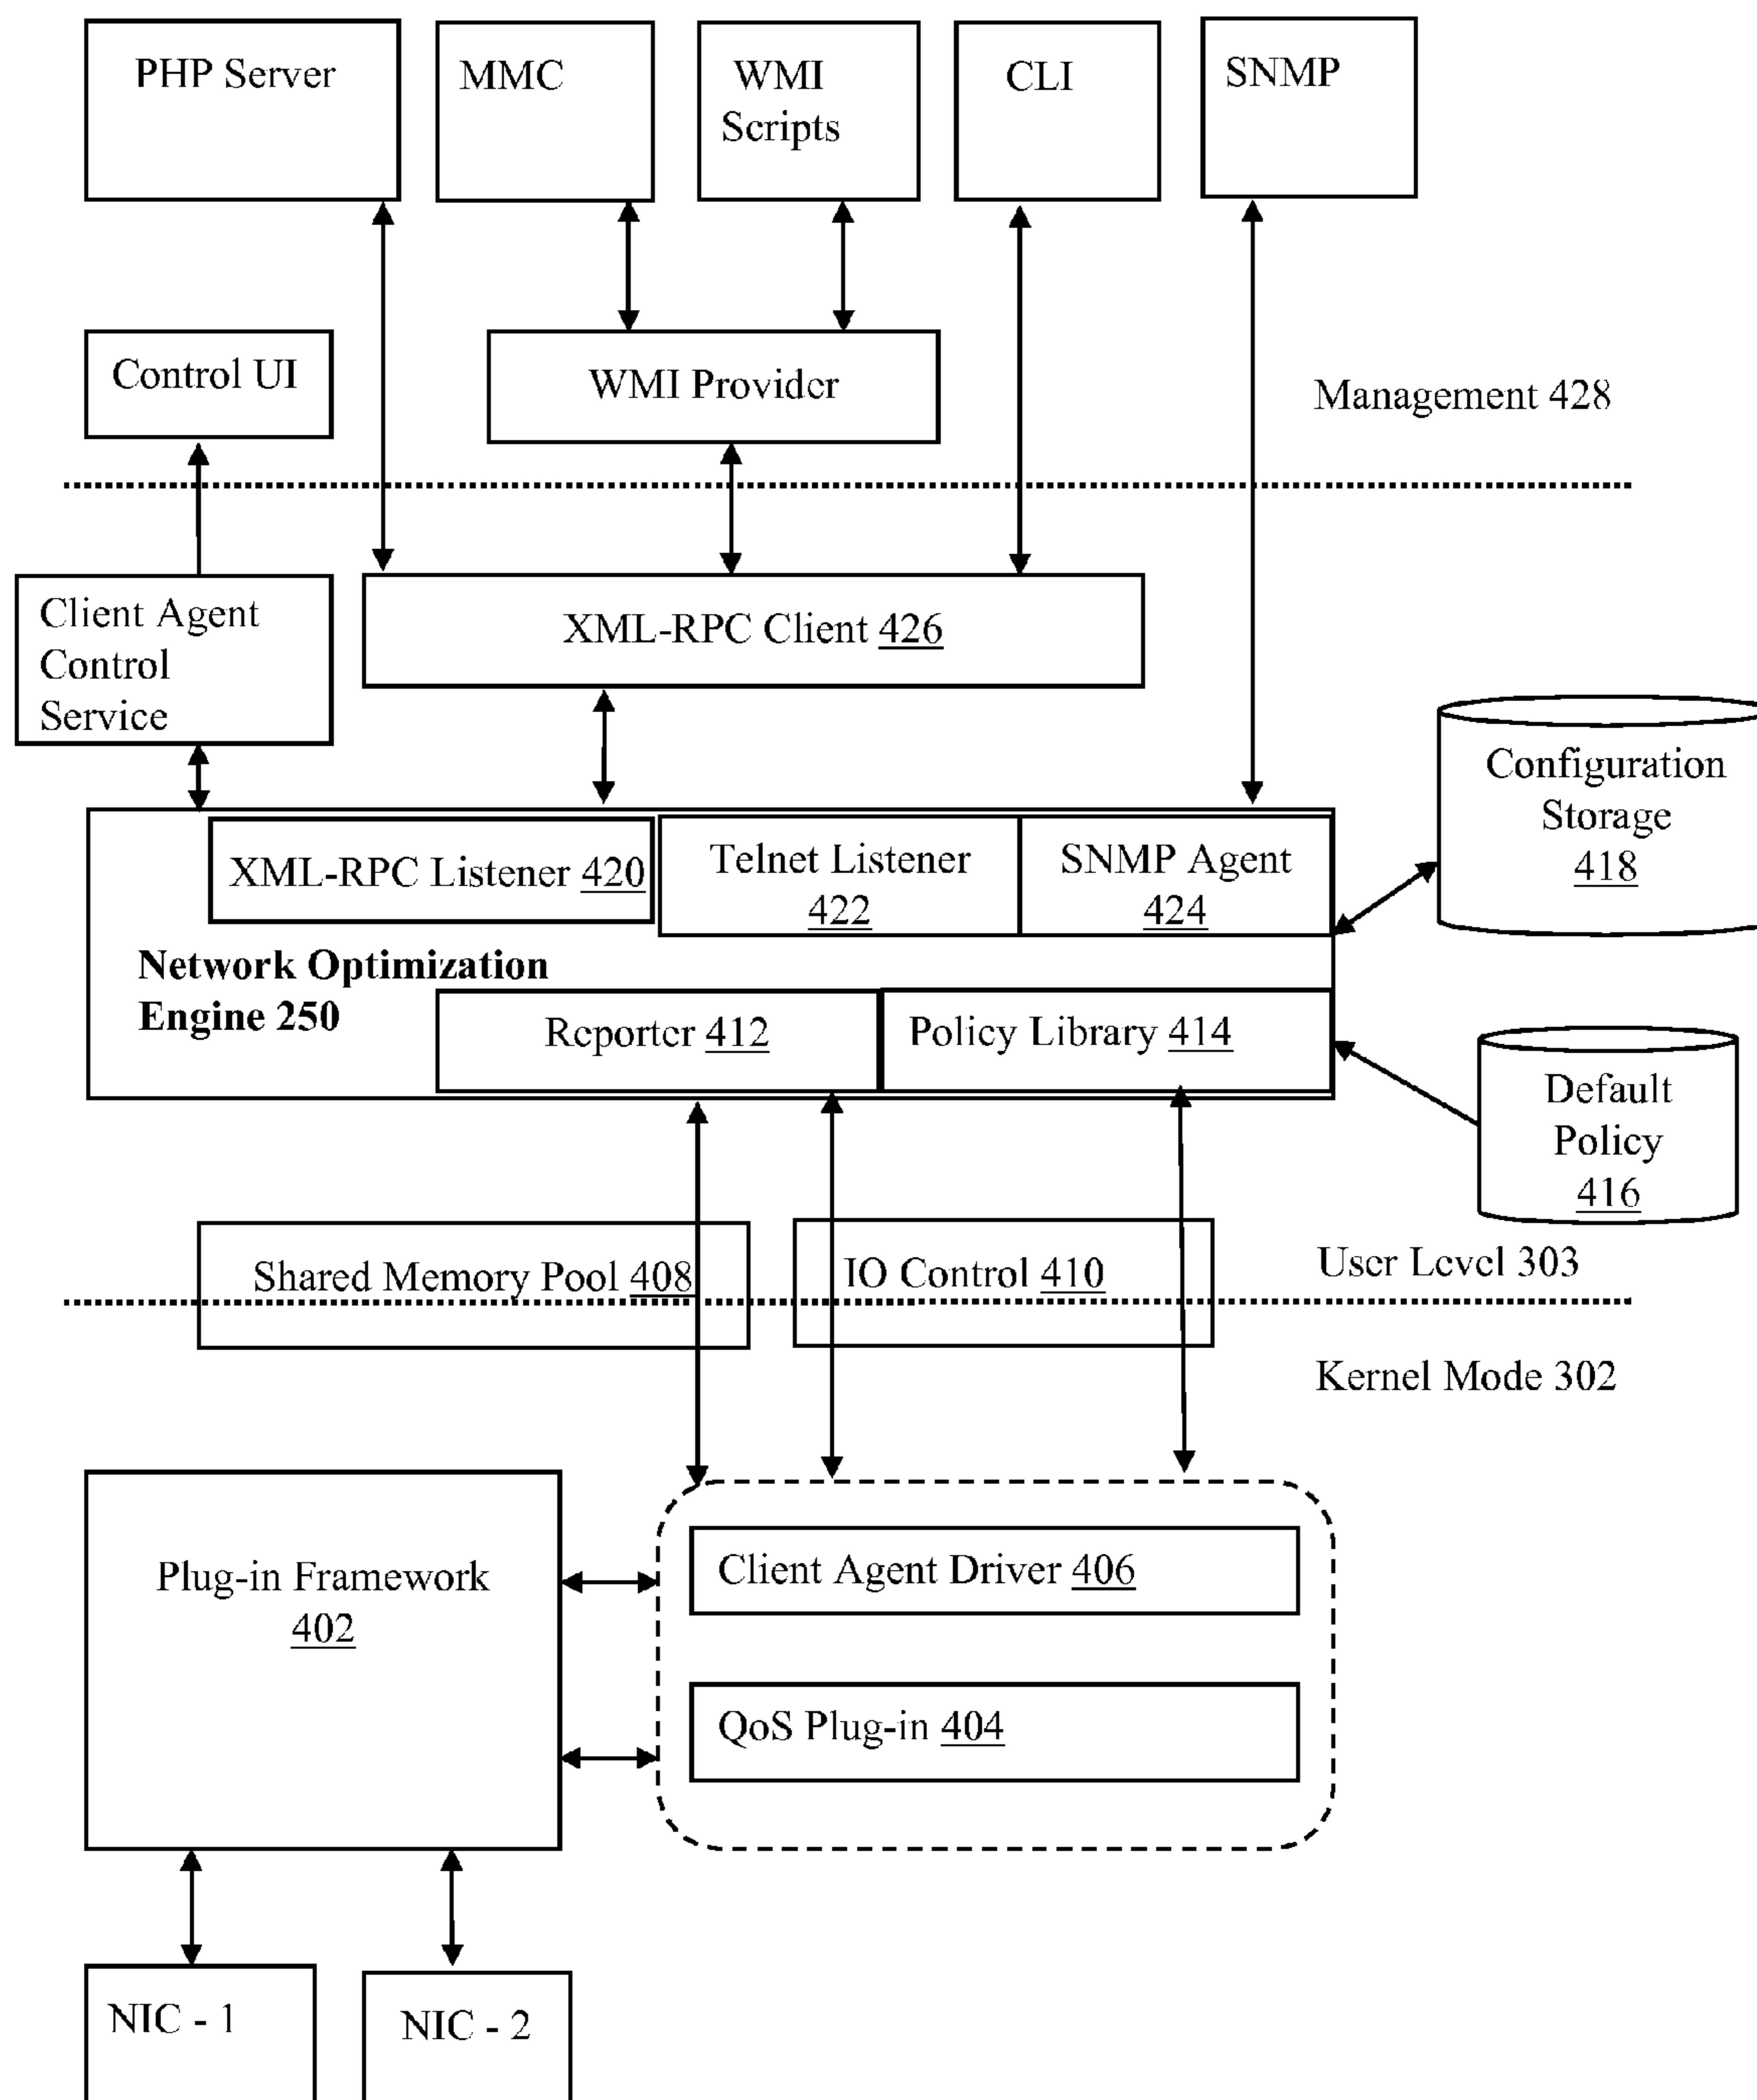 PHP Server
MMC
WMI
Scripts
CLI
SNMP
Control UI
WMI Provider
Management 428
Client Agent
Control
Service
XML-RPC Client 426
Configuration
Storage
418
XML-RPC Listener 420
Telnet Listener
422
SNMP Agent
424
Network Optimization
Engine 250
Reporter 412
Policy Library 414
Default
Policy
416
Shared Memory Pool 408
IO Control 410
User Level 303
Kernel Mode 302
Plug-in Framework
402
Client Agent Driver 406
QoS Plug-in 404
NIC - 1
NIC - 2